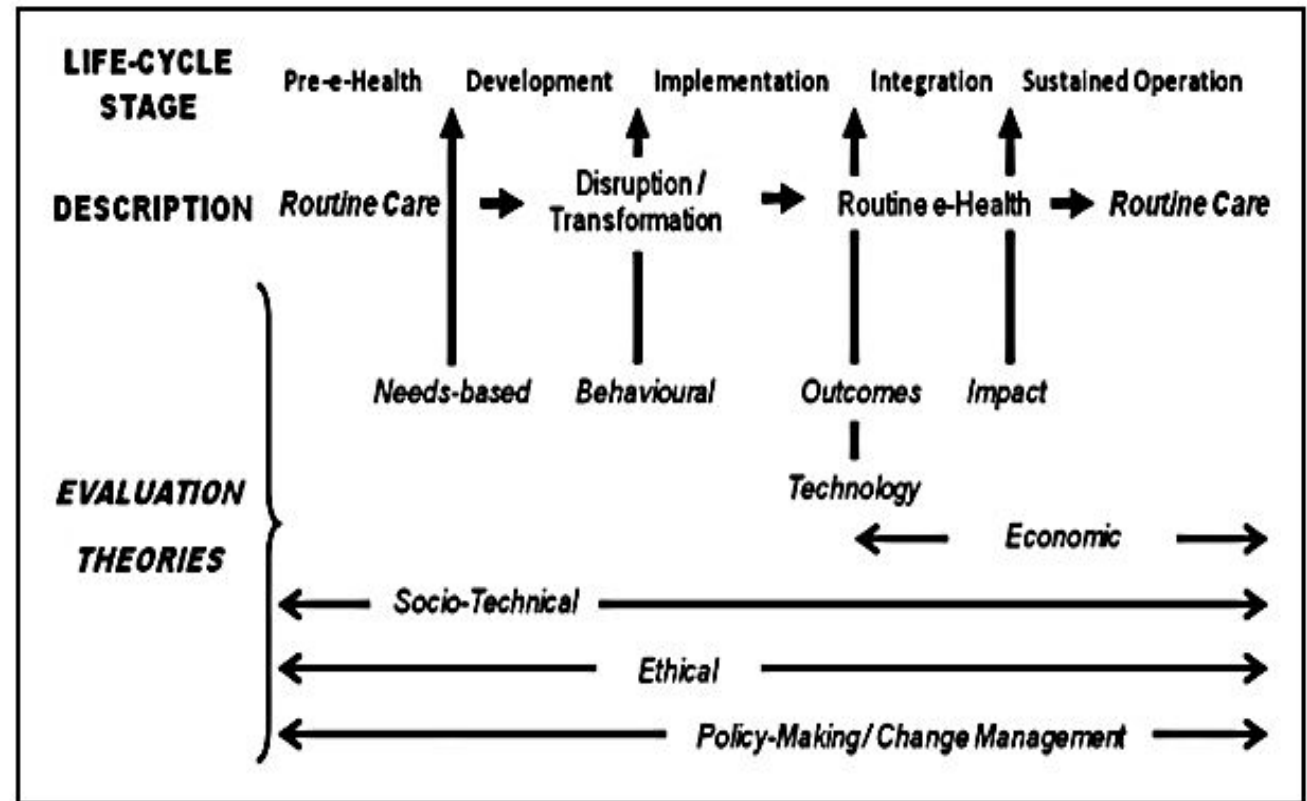 LIFE-CYCLE
STAGE
Pre-e-Health Development Implementation Integration Sustained Operation
DESCRIPTION Routine Care Disruption / Transformation Routine e-Health Routine Care
Needs-based Behavioural Outcomes Impact
Technology
EVALUATION
THEORIES
Economic
Socio-Technical
Ethical
Policy-Making / Change Management